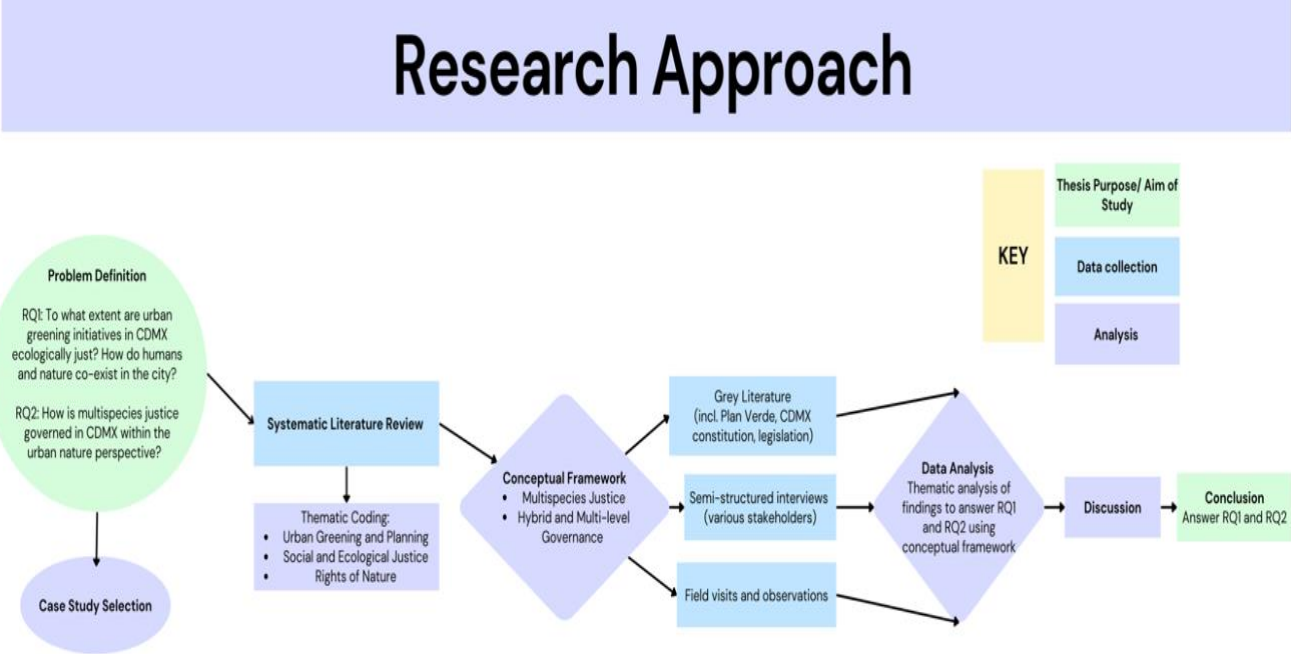 Research Approach
KEY
Thesis Purpose/ Aim of
Study
Data collection
Analysis
Problem Definition
RQ1: To what extent are urban
greening initiatives in CDMX
ecologically just? How do humans
and nature co-exist in the city?
RQ2: How is multispecies justice
governed in CDMX within the
urban nature perspective?
Case Study Selection
Systematic Literature Review
Thematic Coding:
• Urban Greening and Planning
• Social and Ecological Justice
• Rights of Nature
Conceptual Framework
• Multispecies Justice
• Hybrid and Multi-level
Governance
Grey Literature
(incl. Plan Verde, CDMX
constitution, legislation)
Semi-structured interviews
(various stakeholders)
Field visits and observations
Data Analysis
Thematic analysis of
findings to answer RQ1
and RQ2 using
conceptual framework
Discussion
Conclusion
Answer RQ1 and RQ2